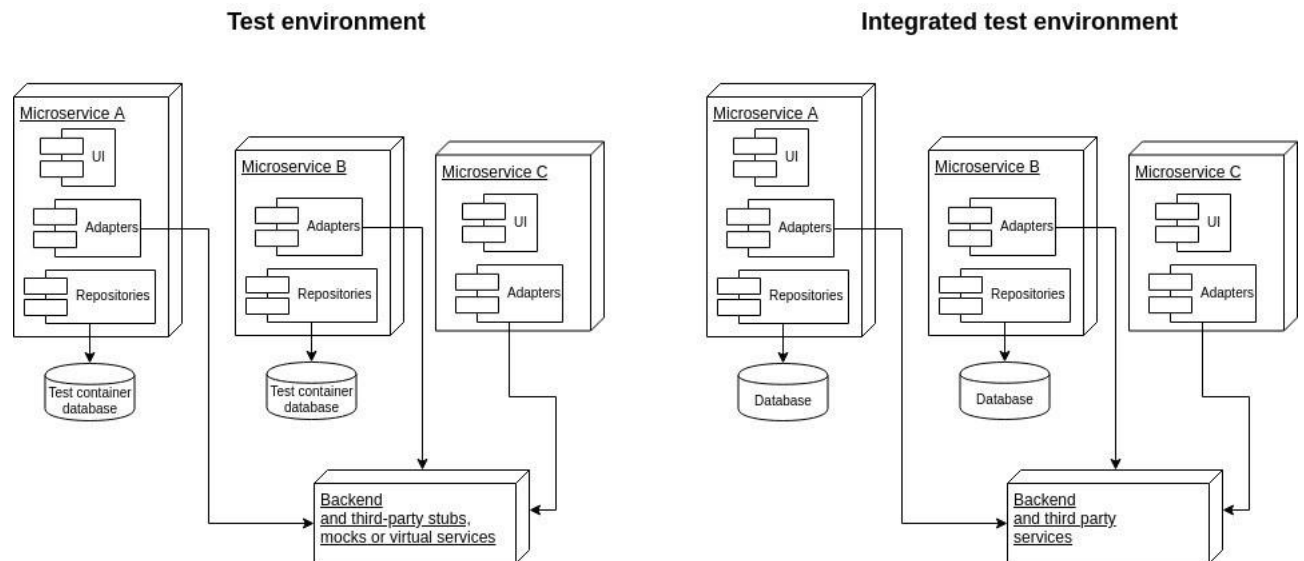 Test environment
Microservice A
UI
Adapters
Repositories
Test container
database
Microservice B
Adapters
Repositories
Test container
database
Microservice C
UI
Adapters
Backend
and third-party stubs,
mocks or virtual services
Integrated test environment
Microservice A
UI
Adapters
Repositories
Database
Microservice B
Adapters
Repositories
Database
Microservice C
UI
Adapters
Backend
and third party
services